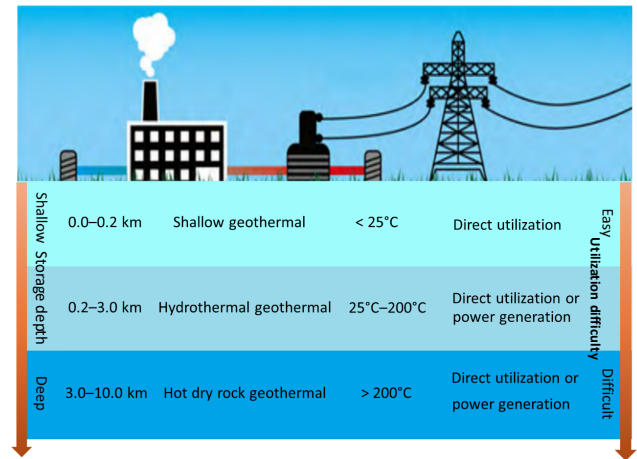 Shallow
Storage depth
Deep
0.0–0.2 km Shallow geothermal < 25°C Direct utilization
0.2–3.0 km Hydrothermal geothermal 25°C–200°C Direct utilization or
power generation
3.0–10.0 km Hot dry rock geothermal > 200°C Direct utilization or
power generation
Easy
Utilization difficulty
Difficult